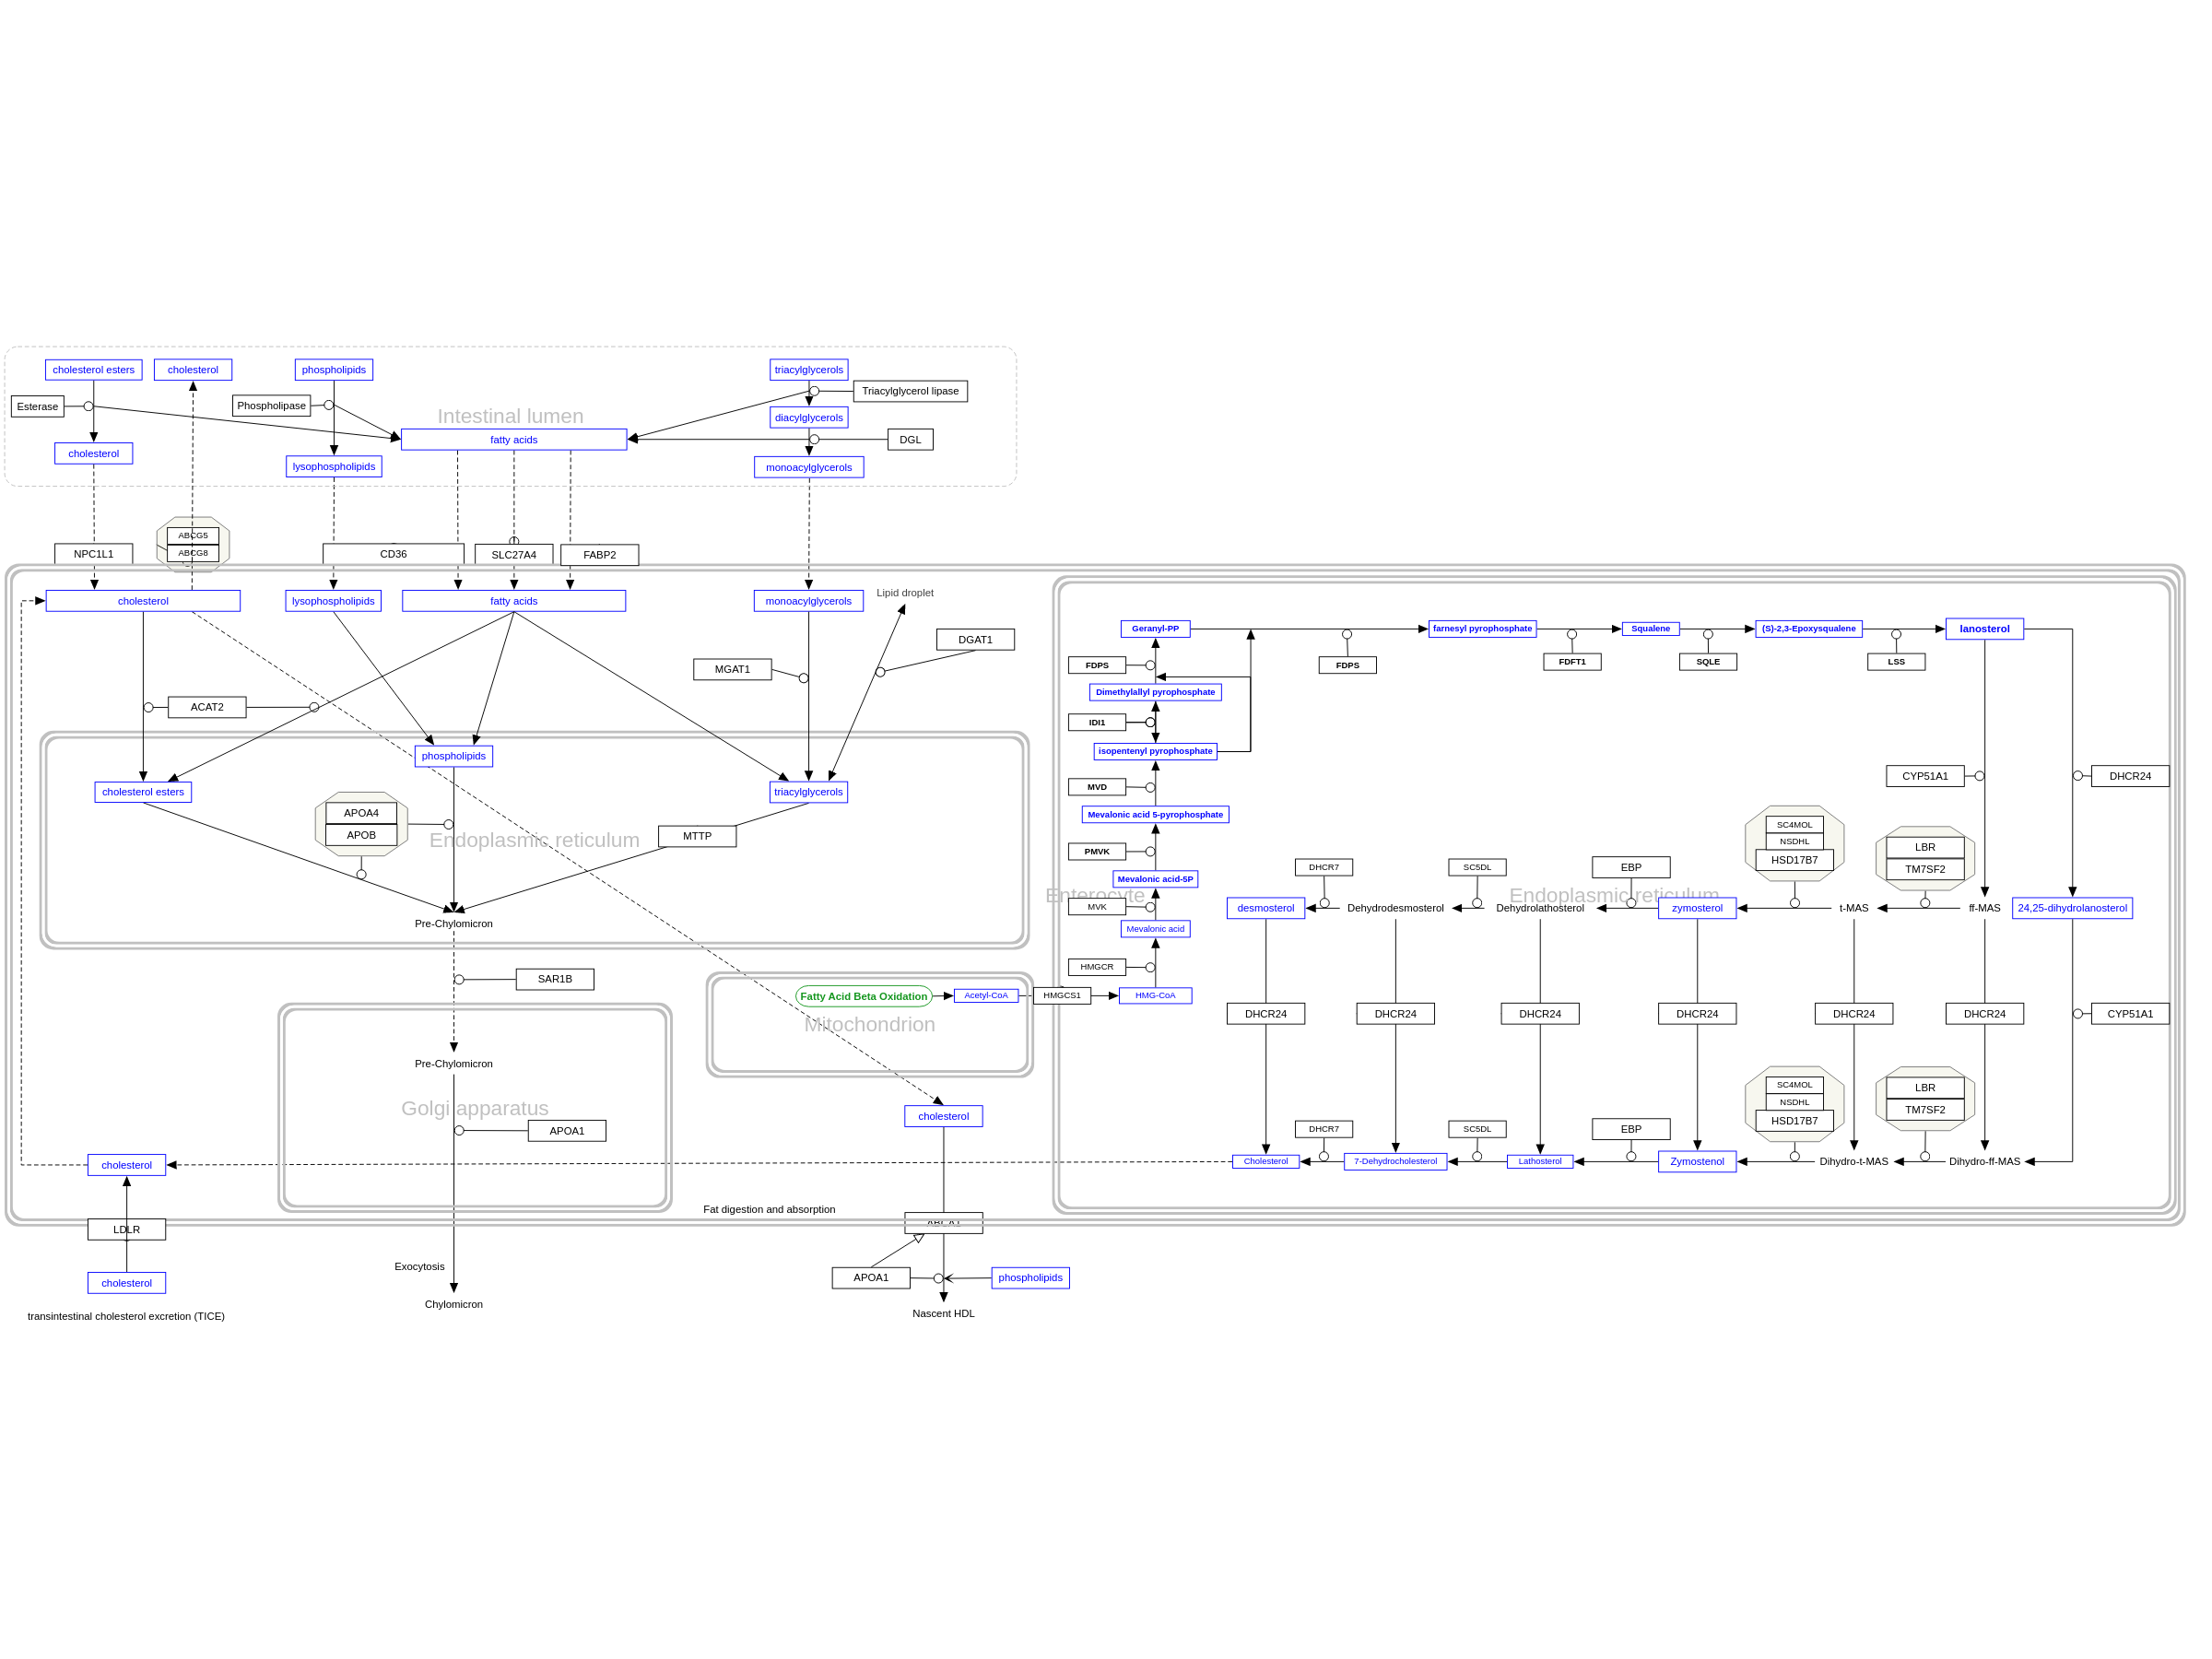 cholesterol esters
cholesterol
phospholipids
triacylglycerols
Esterase
Phospholipase
Triacylglycerol lipase
Intestinal lumen
diacylglycerols
fatty acids
DGL
cholesterol
lysophospholipids
monoacylglycerols
ABCG5
ABCG8
NPC1L1
CD36
SLC27A4
FABP2
cholesterol
lysophospholipids
fatty acids
monoacylglycerols
Lipid droplet
DGAT1
MGAT1
ACAT2
phospholipids
cholesterol esters
triacylglycerols
APOA4
APOB
Endoplasmic reticulum
MTTP
Pre-Chylomicron
SAR1B
Fatty Acid Beta Oxidation
Acetyl-CoA
HMGCS1
HMG-CoA
Mitochondrion
Pre-Chylomicron
Golgi apparatus
APOA1
cholesterol
cholesterol
LDLR
Fat digestion and absorption
ABCA1
Exocytosis
APOA1
phospholipids
cholesterol
Chylomicron
Nascent HDL
transintestinal cholesterol excretion (TICE)
Geranyl-PP
farnesyl pyrophosphate
Squalene
(S)-2,3-Epoxysqualene
lanosterol
FDPS
FDPS
FDFT1
SQLE
LSS
Dimethylallyl pyrophosphate
IDI1
isopentenyl pyrophosphate
MVD
CYP51A1
DHCR24
Mevalonic acid 5-pyrophosphate
PMVK
SC4MOL
NSDHL
HSD17B7
LBR
TM7SF2
Mevalonic acid-5P
DHCR7
SC5DL
EBP
Enterocyte
Endoplasmic reticulum
MVK
desmosterol
Dehydrodesmosterol
Dehydrolathosterol
zymosterol
t-MAS
ff-MAS
24,25-dihydrolanosterol
Mevalonic acid
HMGCR
DHCR24
DHCR24
DHCR24
DHCR24
DHCR24
DHCR24
CYP51A1
SC4MOL
NSDHL
HSD17B7
LBR
TM7SF2
DHCR7
SC5DL
EBP
Cholesterol
7-Dehydrocholesterol
Lathosterol
Zymostenol
Dihydro-t-MAS
Dihydro-ff-MAS